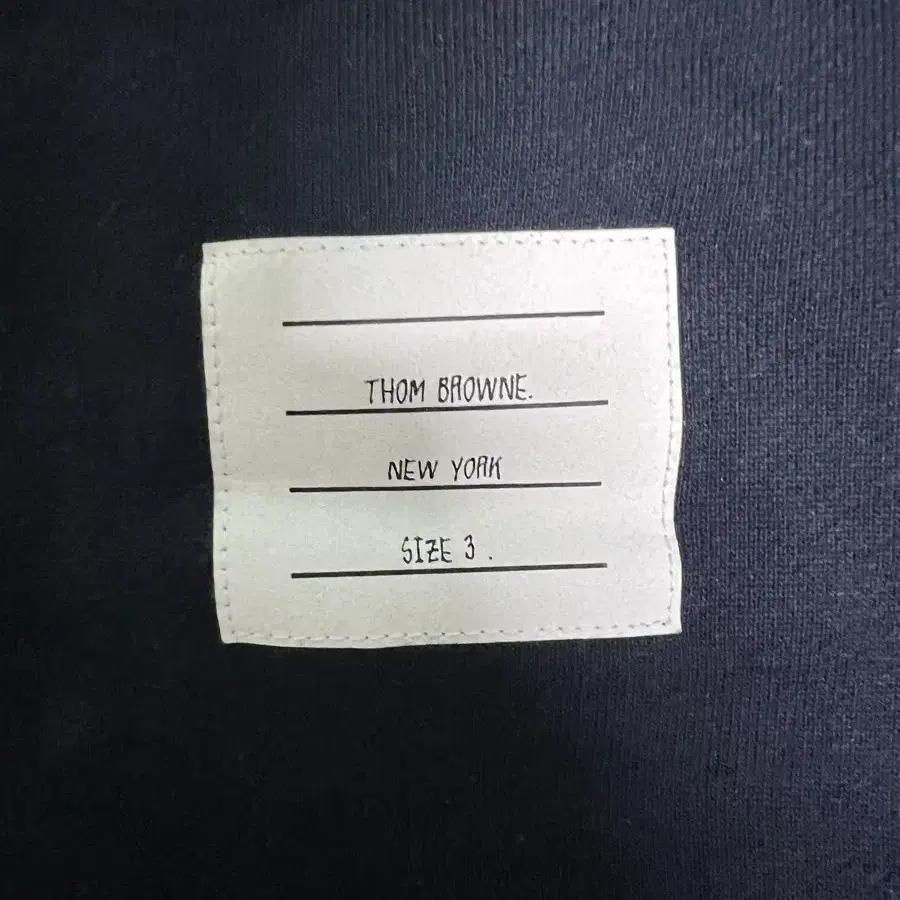 THOM BROWNE.
NEW YORK
SIZE 3 .